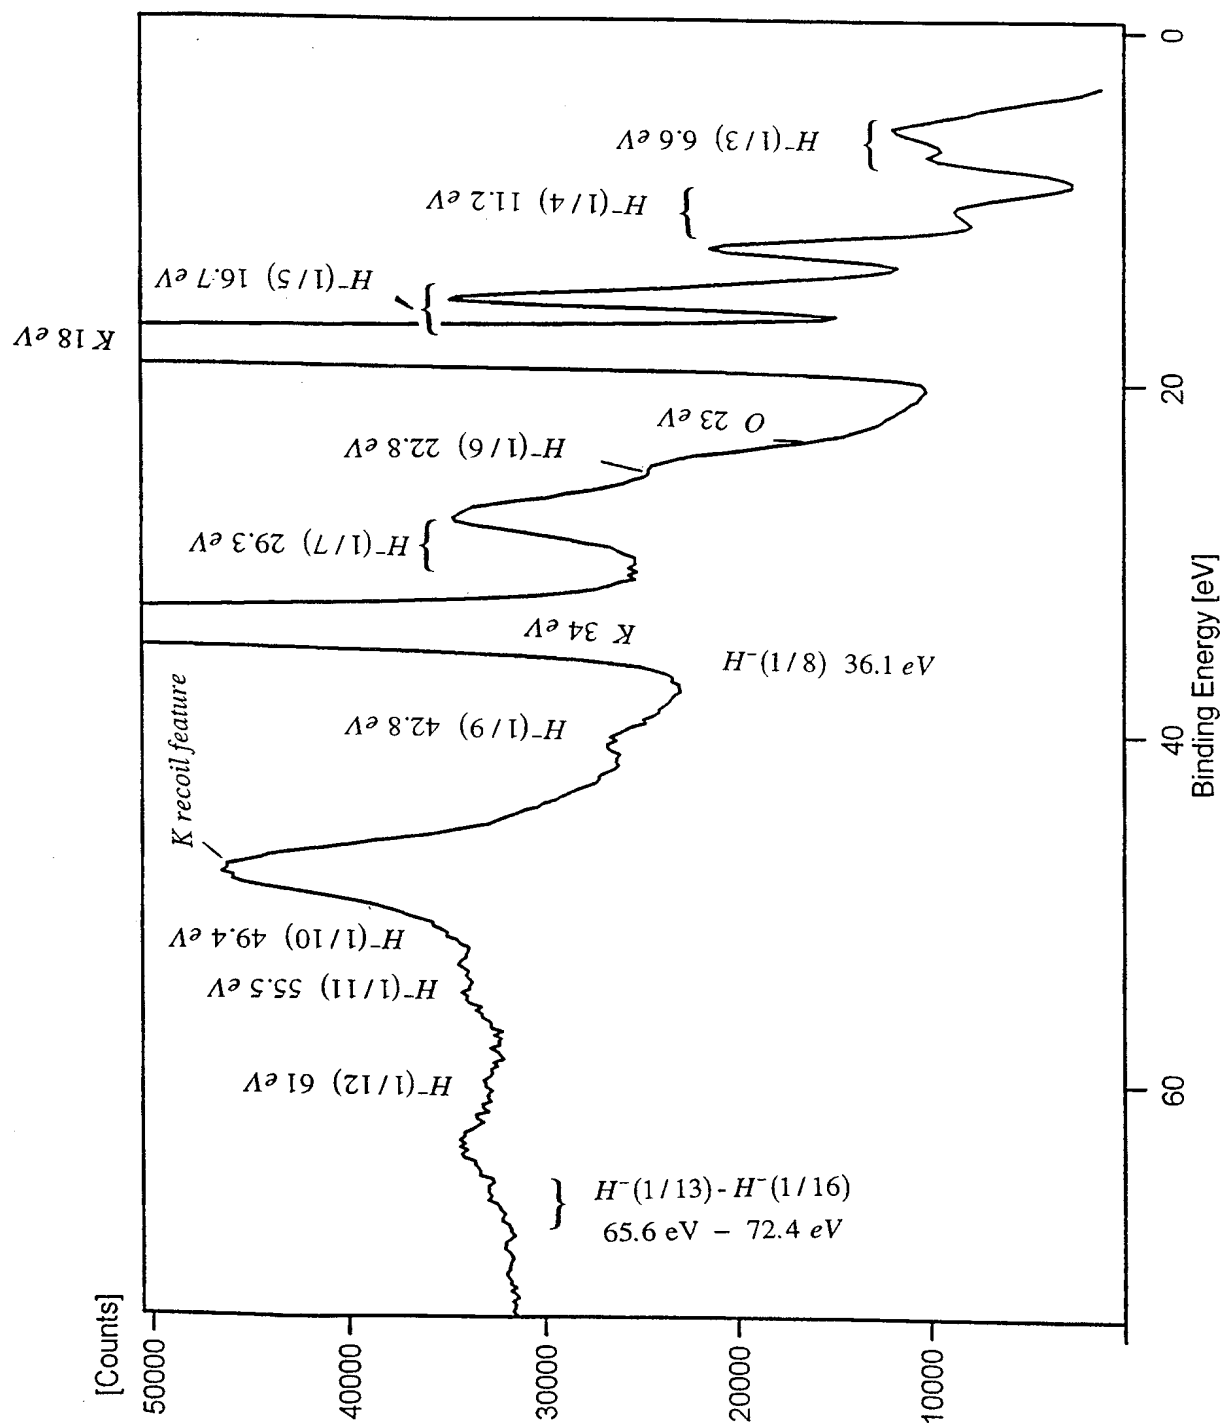 [Counts]
50000
40000
30000
20000
10000
H⁻(1/13) - H⁻(1/16)
65.6 eV – 72.4 eV
H⁻(1/12) 61 eV
H⁻(1/11) 55.5 eV
H⁻(1/10) 49.4 eV
K recoil feature
H⁻(1/9) 42.8 eV
H⁻(1/8) 36.1 eV
K 34 eV
H⁻(1/7) 29.3 eV
H⁻(1/6) 22.8 eV
O 23 eV
K 18 eV
H⁻(1/5) 16.7 eV
H⁻(1/4) 11.2 eV
H⁻(1/3) 6.6 eV
60
40
20
0
Binding Energy [eV]